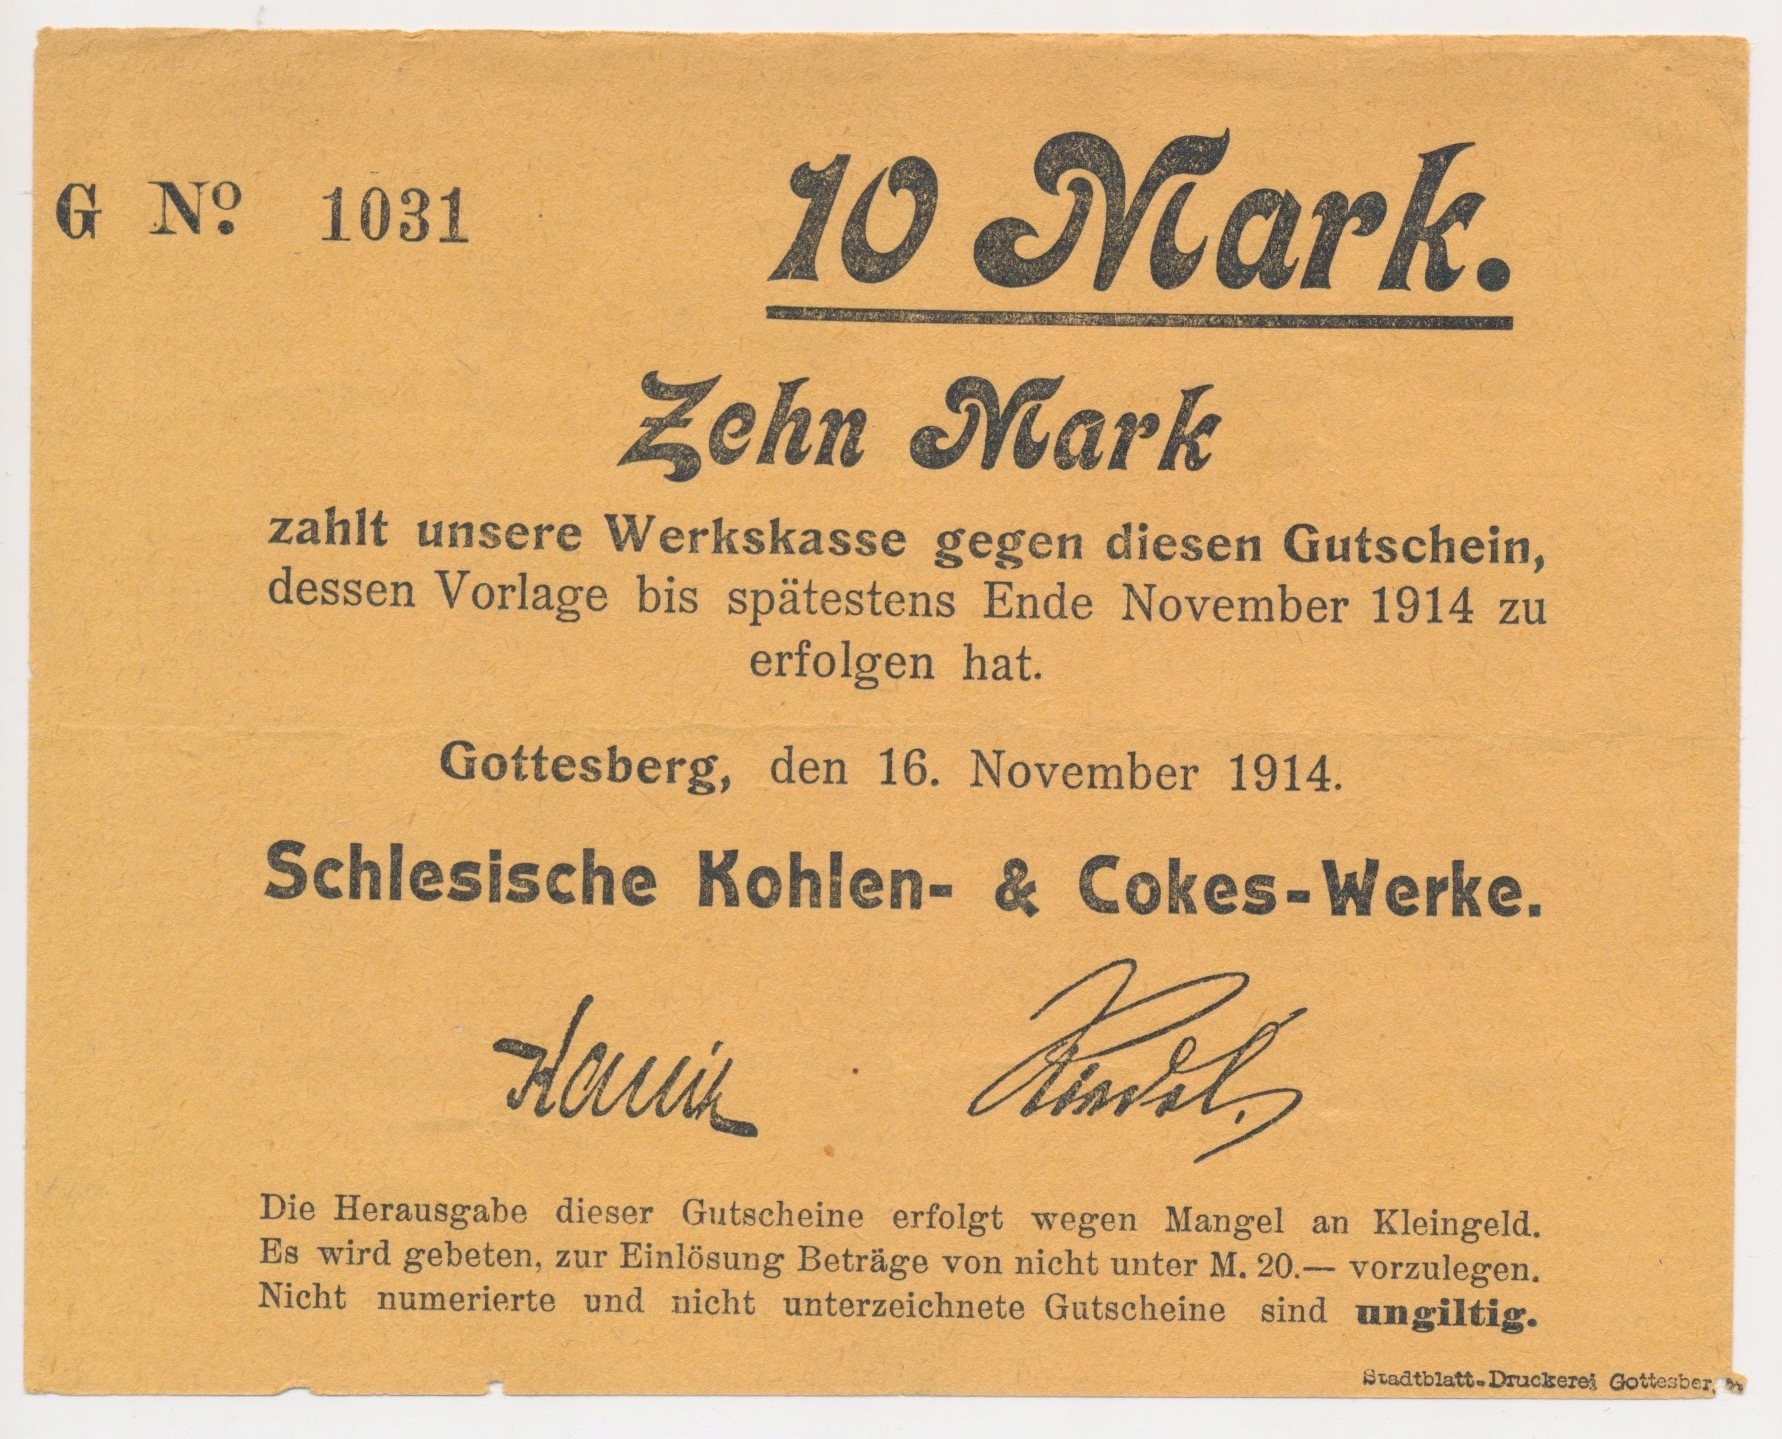 G No. 1031
10 Mark.
Zehn Mark
zahlt unsere Werkskasse gegen diesen Gutschein,
dessen Vorlage bis spätestens Ende November 1914 zu
erfolgen hat.
Gottesberg, den 16. November 1914.
Schlesische Kohlen- & Cokes-Werke.
Die Herausgabe dieser Gutscheine erfolgt wegen Mangel an Kleingeld.
Es wird gebeten, zur Einlösung Beträge von nicht unter M. 20.— vorzulegen.
Nicht numerierte und nicht unterzeichnete Gutscheine sind ungiltig.
Stadtblatt-Druckerei Gottesber